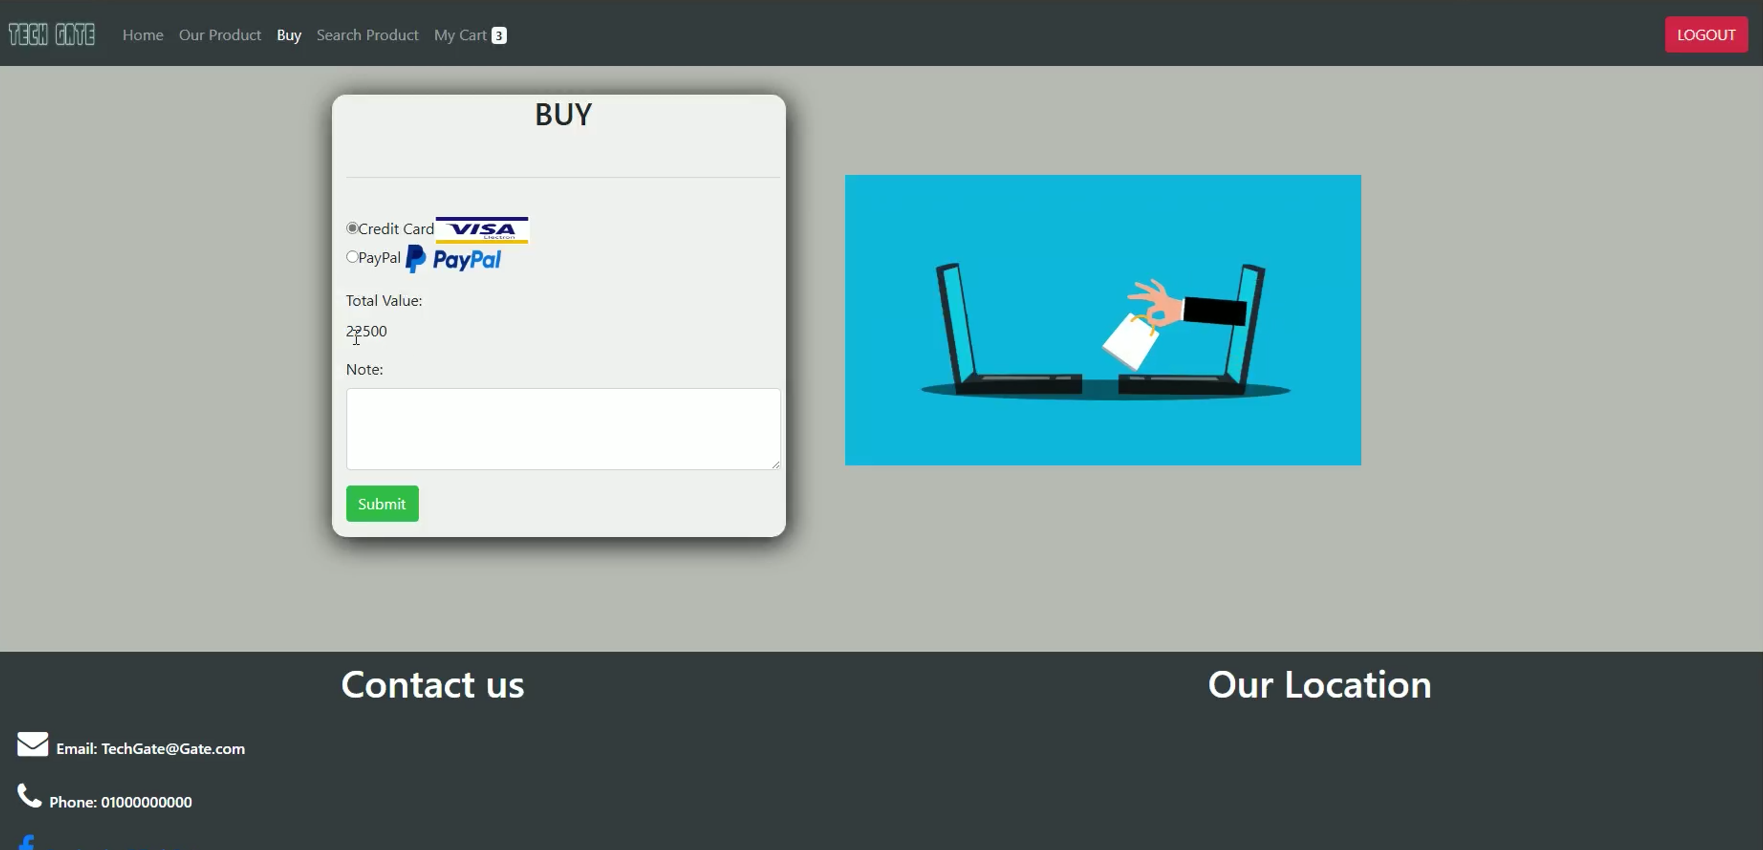 TECH GATE Home Our Product Buy Search Product My Cart 3 LOGOUT
BUY
Credit Card VISA
Electron
PayPal PayPal
Total Value:
22500
Note:
Submit
Contact us
Our Location
Email: TechGate@Gate.com
Phone: 01000000000